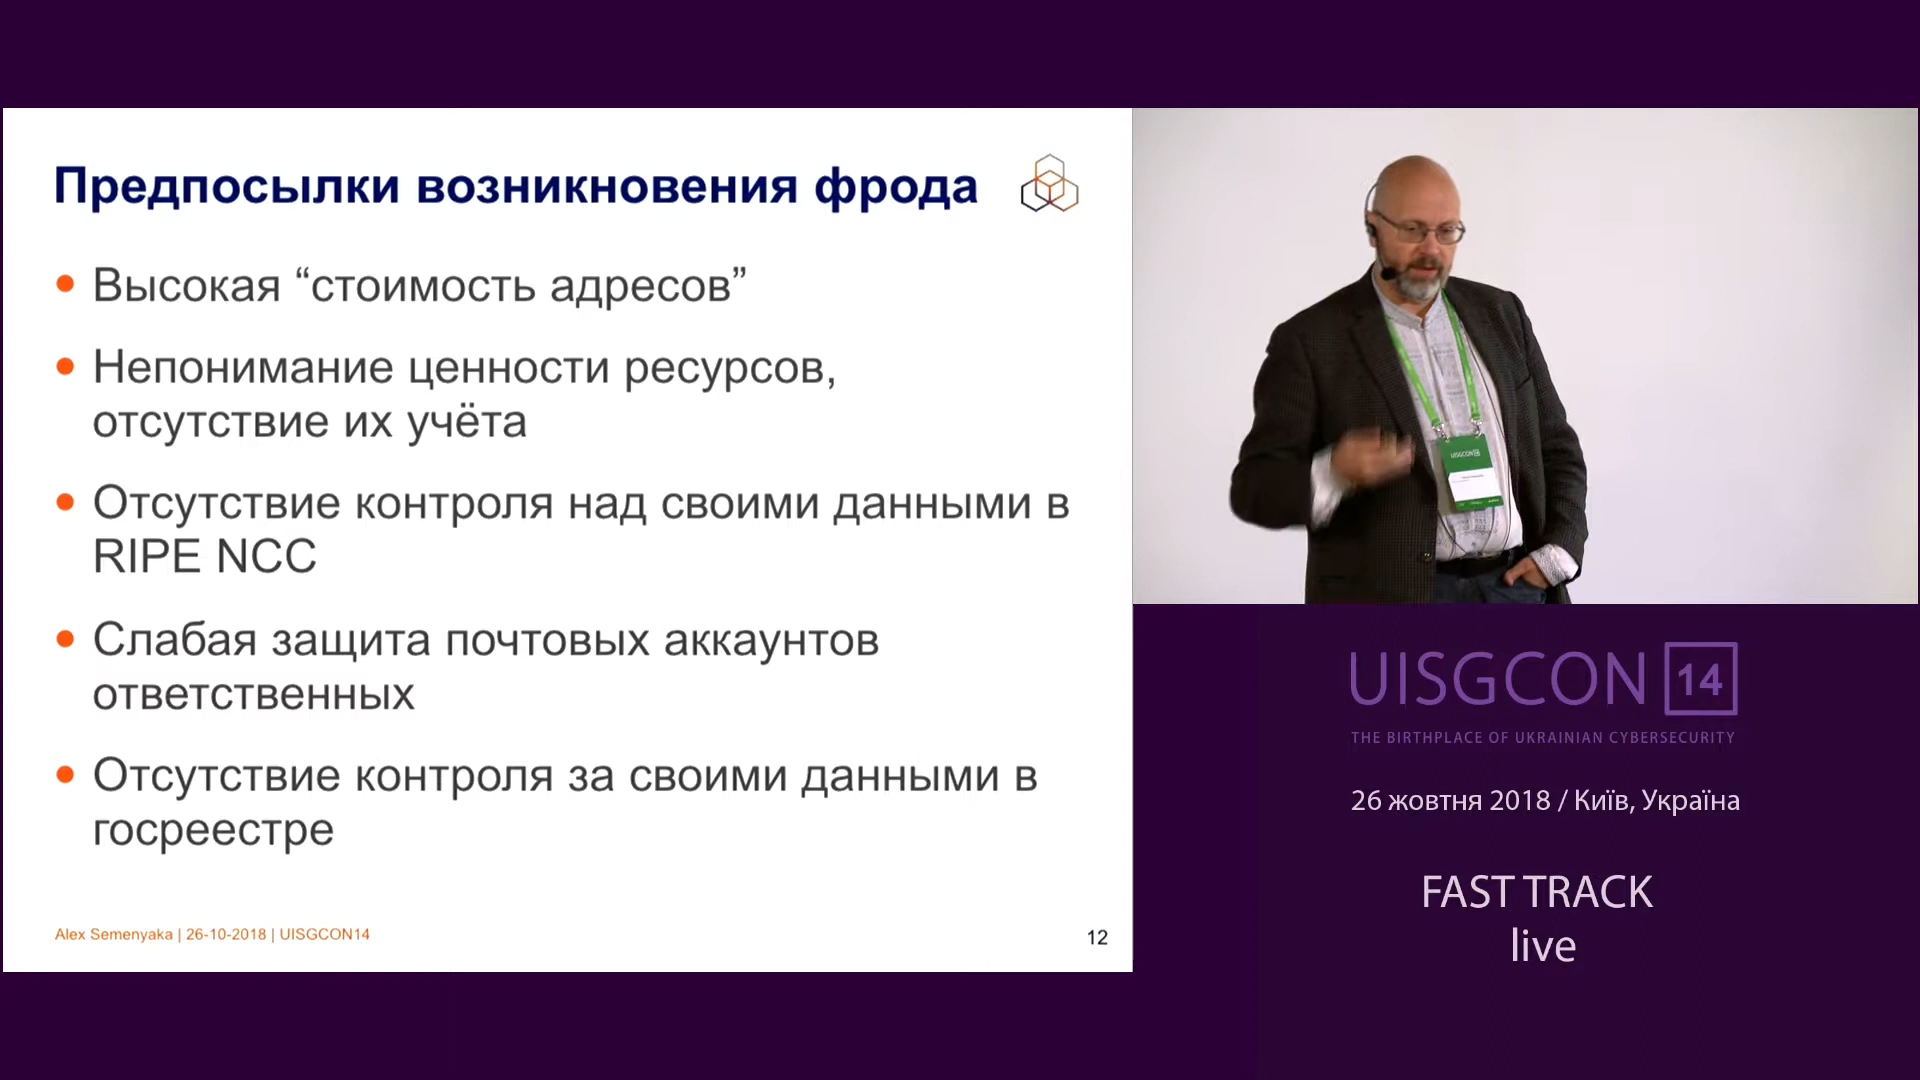 Предпосылки возникновения фрода
• Высокая “стоимость адресов”
• Непонимание ценности ресурсов,
отсутствие их учёта
• Отсутствие контроля над своими данными в
RIPE NCC
• Слабая защита почтовых аккаунтов
ответственных
• Отсутствие контроля за своими данными в
госреестре
Alex Semenyaka | 26-10-2018 | UISGCON14
12
UISGCON14
UISGCON 14
THE BIRTHPLACE OF UKRAINIAN CYBERSECURITY
26 жовтня 2018 / Київ, Україна
FAST TRACK
live